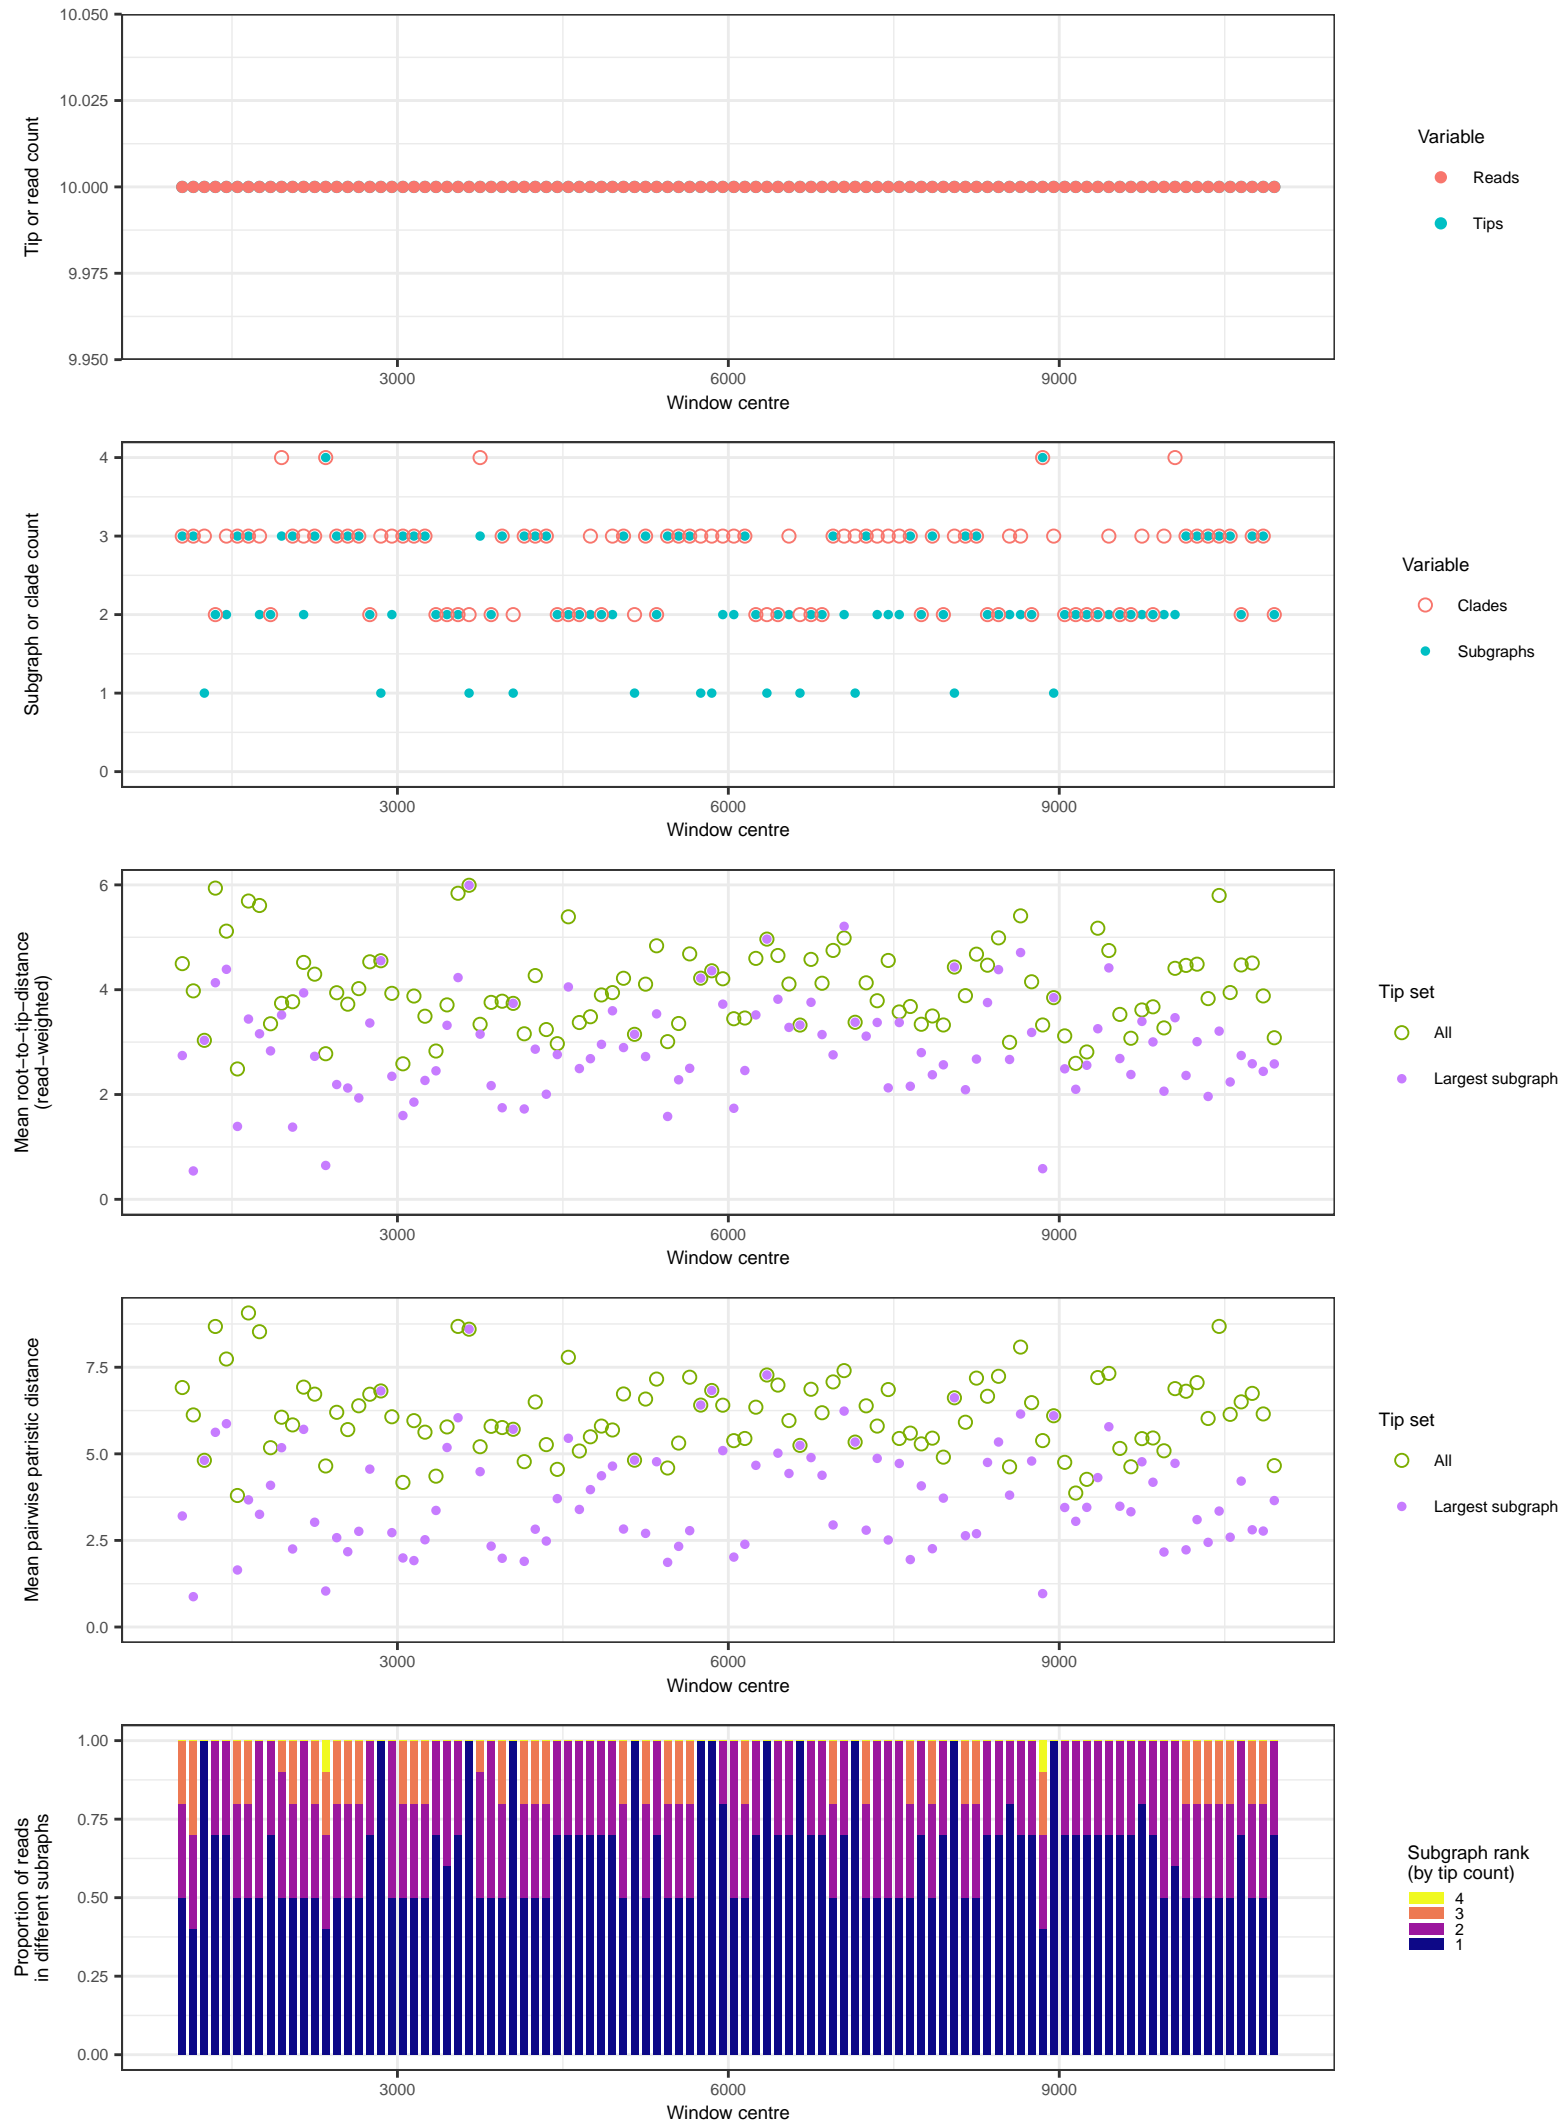 10.050
10.025
10.000
9.975
9.950
Tip or read count
3000
6000
9000
Window centre
Variable
Reads
Tips
4
3
2
1
0
Subgraph or clade count
3000
6000
9000
Window centre
Variable
Clades
Subgraphs
6
4
2
0
Mean root−to−tip−distance
(read−weighted)
3000
6000
9000
Window centre
Tip set
All
Largest subgraph
7.5
5.0
2.5
0.0
Mean pairwise patristic distance
3000
6000
9000
Window centre
Tip set
All
Largest subgraph
1.00
0.75
0.50
0.25
0.00
Proportion of reads
in different subraphs
3000
6000
9000
Window centre
Subgraph rank
(by tip count)
4
3
2
1